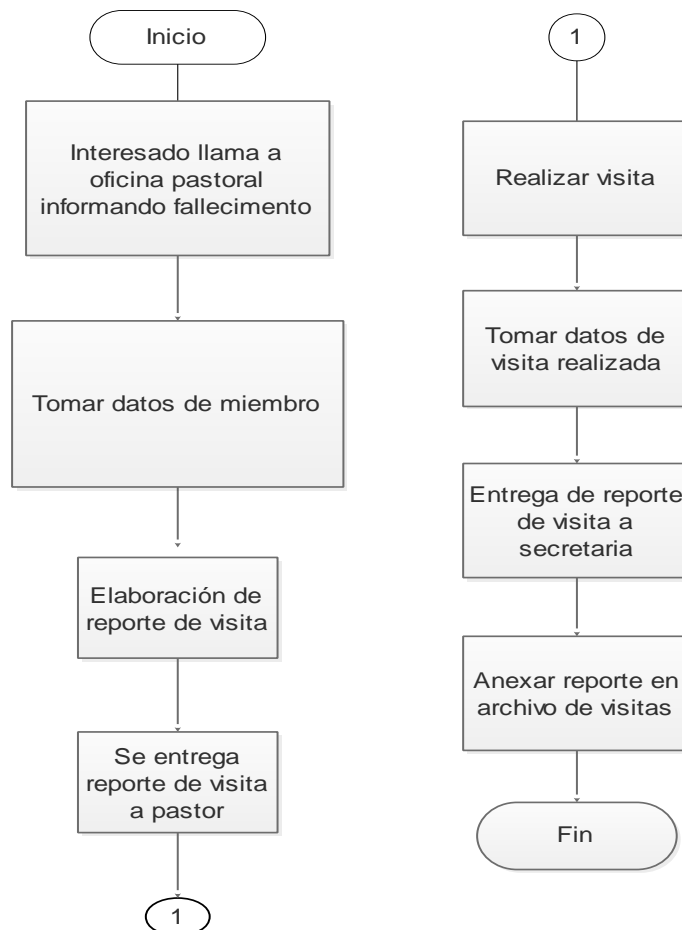 Inicio
Interesado llama a
oficina pastoral
informando fallecimento
Tomar datos de miembro
Elaboración de
reporte de visita
Se entrega
reporte de visita
a pastor
1
1
Realizar visita
Tomar datos de
visita realizada
Entrega de reporte
de visita a
secretaria
Anexar reporte en
archivo de visitas
Fin